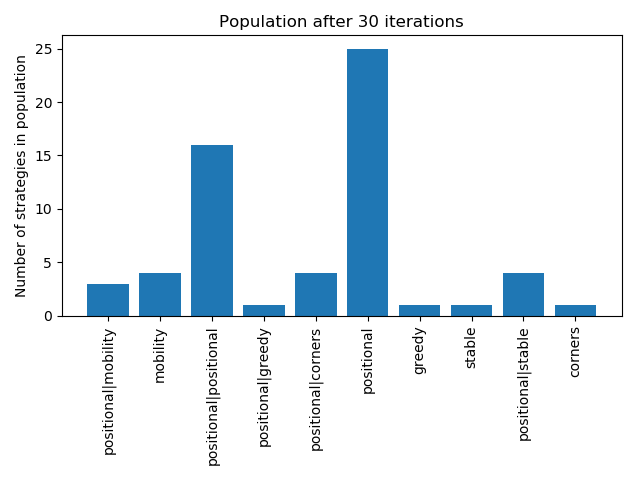 Population after 30 iterations
Number of strategies in population
25
20
15
10
5
0
positional|mobility
mobility
positional|positional
positional|greedy
positional|corners
positional
greedy
stable
positional|stable
corners